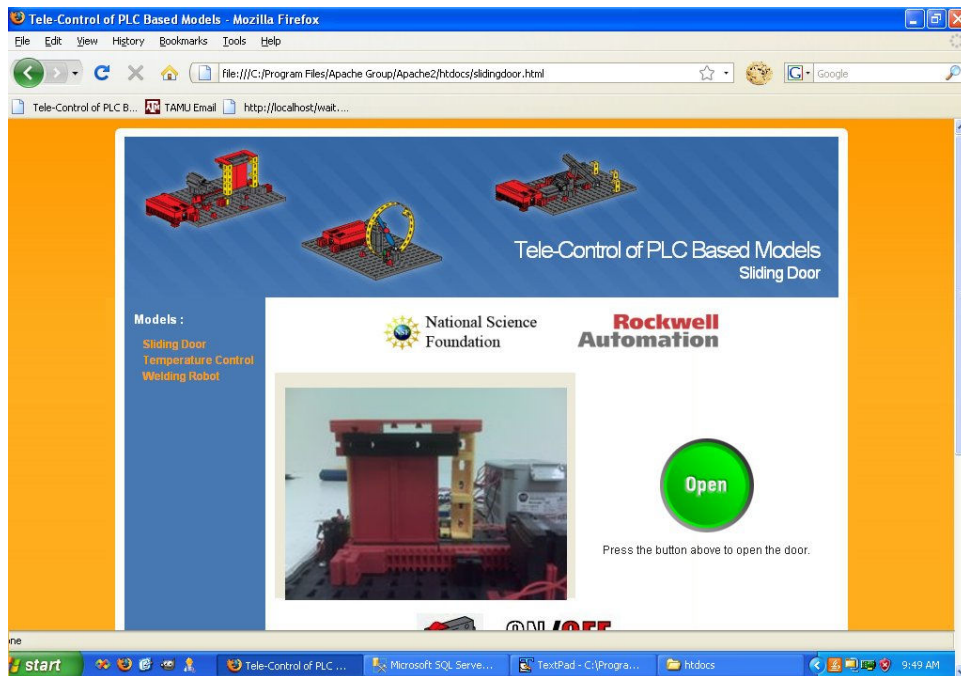 Tele-Control of PLC Based Models - Mozilla Firefox
File Edit View History Bookmarks Tools Help
file:///C:/Program Files/Apache Group/Apache2/htdocs/slidingdoor.html
G Google
Tele-Control of PLC B... ATM TAMU Email http://localhost/wait....
Tele-Control of PLC Based Models
Sliding Door
Models :
Sliding Door
Temperature Control
Welding Robot
National Science
Foundation
Rockwell
Automation
Open
Press the button above to open the door.
ON/OFF
one
start Tele-Control of PLC ... Microsoft SQL Serve... TextPad - C:\Progra... htdocs 9:49 AM